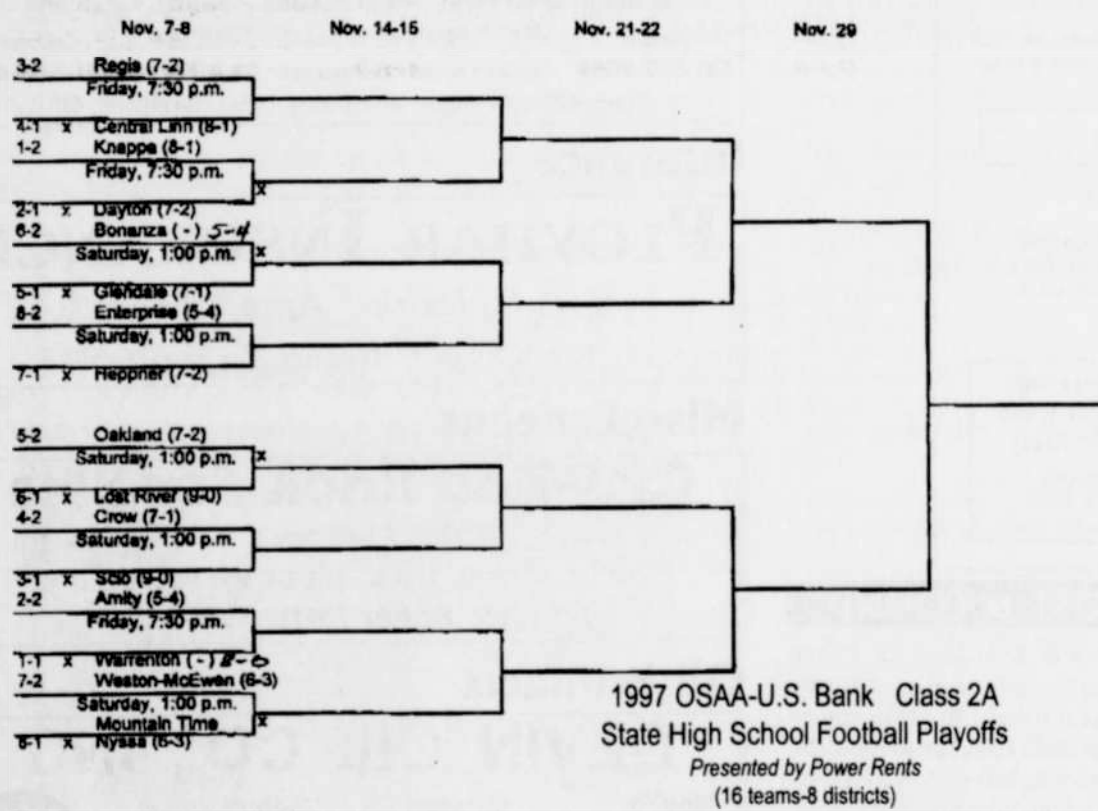 Nov. 7-8 Nov. 14-15 Nov. 21-22 Nov. 29
3-2 Regis (7-2)
Friday, 7:30 p.m.
4-1 x Central Linn (8-1)
1-2 Knappa (8-1)
Friday, 7:30 p.m.
x
2-1 x Dayton (7-2)
6-2 Bonanza ( - ) 5-4
Saturday, 1:00 p.m. x
5-1 x Glendale (7-1)
8-2 Enterprise (5-4)
Saturday, 1:00 p.m.
7-1 x Heppner (7-2)
5-2 Oakland (7-2)
Saturday, 1:00 p.m. x
6-1 x Lost River (9-0)
4-2 Crow (7-1)
Saturday, 1:00 p.m.
3-1 x Scio (9-0)
2-2 Amity (5-4)
Friday, 7:30 p.m.
1-1 x Warrenton ( - ) 8-0
7-2 Weston-McEwen (6-3)
Saturday, 1:00 p.m.
Mountain Time x
8-1 x Nyssa (6-3)
1997 OSAA-U.S. Bank Class 2A
State High School Football Playoffs
Presented by Power Rents
(16 teams-8 districts)